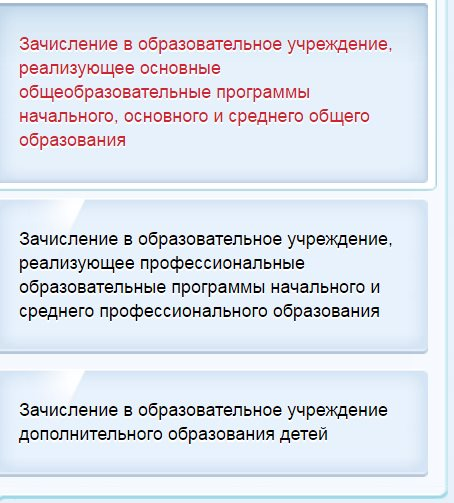 Зачисление в образовательное учреждение,
реализующее основные
общеобразовательные программы
начального, основного и среднего общего
образования
Зачисление в образовательное учреждение,
реализующее профессиональные
образовательные программы начального и
среднего профессионального образования
Зачисление в образовательное учреждение
дополнительного образования детей